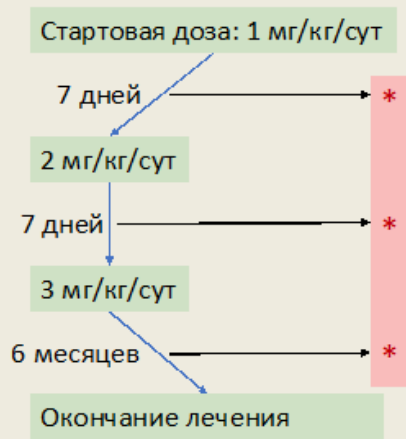 Стартовая доза: 1 мг/кг/сут
7 дней *
2 мг/кг/сут
7 дней *
3 мг/кг/сут
6 месяцев *
Окончание лечения